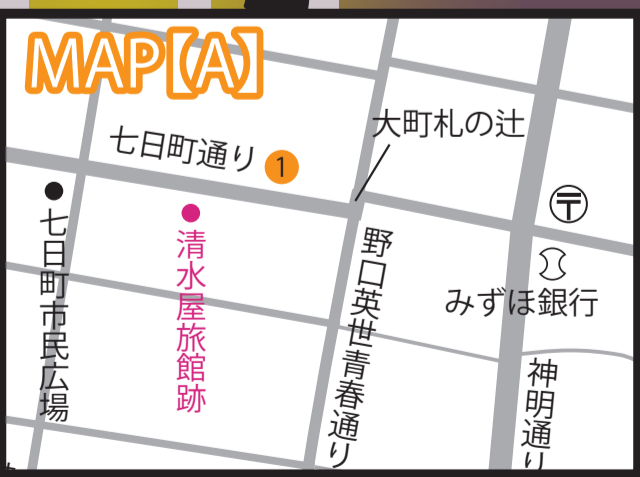 MAP【A】
七日町通り
1
大町札の辻
〒
七日町市民広場
清水屋旅館跡
野口英世青春通り
みずほ銀行
神明通り